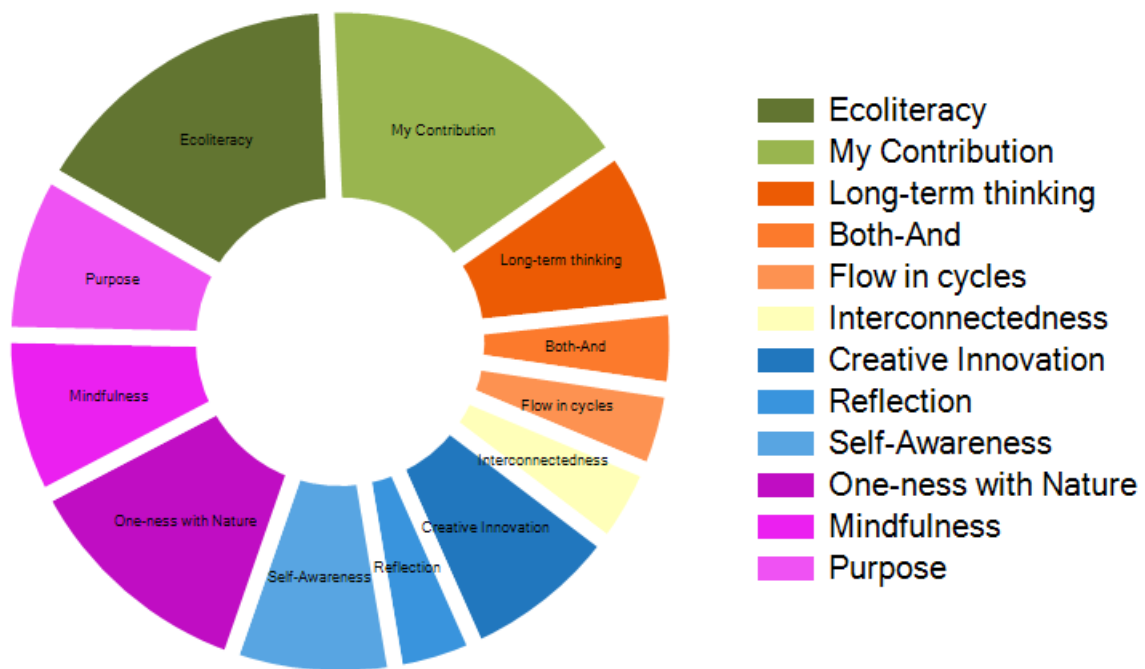 Ecoliteracy
My Contribution
Long-term thinking
Both-And
Flow in cycles
Interconnectedness
Creative Innovation
Reflection
Self-Awareness
One-ness with Nature
Mindfulness
Purpose
Ecoliteracy
My Contribution
Long-term thinking
Both-And
Flow in cycles
Interconnectedness
Creative Innovation
Reflection
Self-Awareness
One-ness with Nature
Mindfulness
Purpose